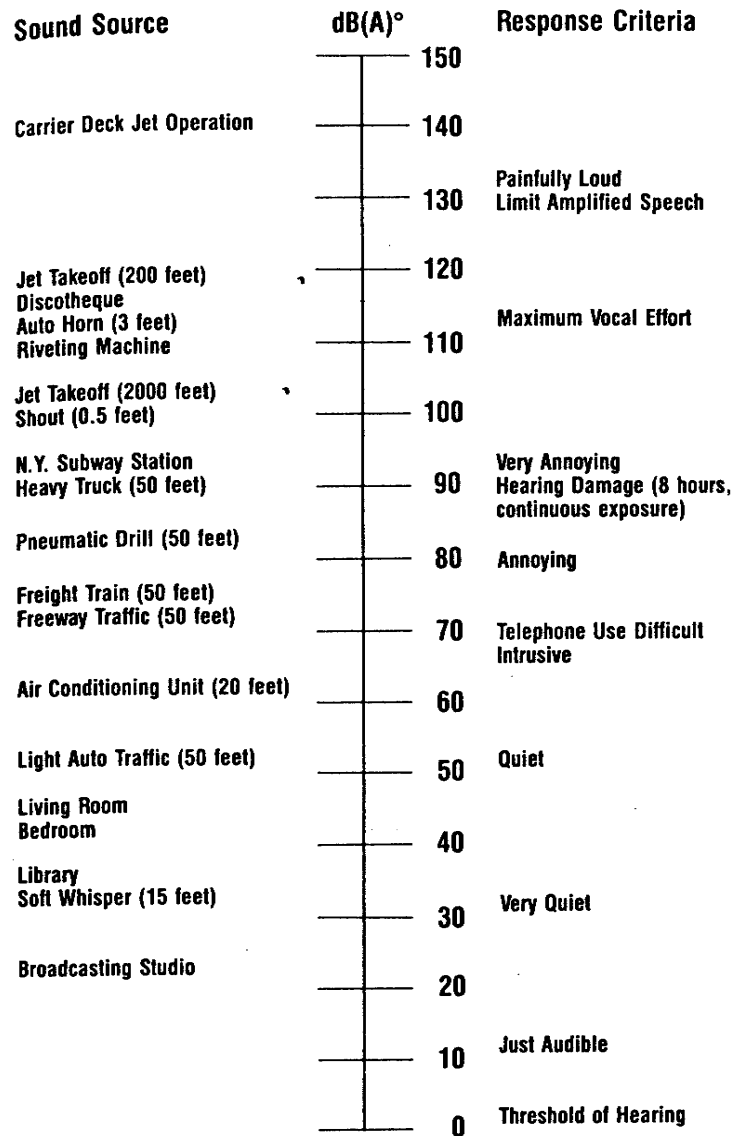 Sound Source dB(A)° Response Criteria
150
Carrier Deck Jet Operation 140
Painfully Loud
130 Limit Amplified Speech
Jet Takeoff (200 feet) 120
Discotheque
Auto Horn (3 feet) Maximum Vocal Effort
Riveting Machine 110
Jet Takeoff (2000 feet)
Shout (0.5 feet) 100
N.Y. Subway Station Very Annoying
Heavy Truck (50 feet) 90 Hearing Damage (8 hours,
continuous exposure)
Pneumatic Drill (50 feet)
80 Annoying
Freight Train (50 feet)
Freeway Traffic (50 feet)
70 Telephone Use Difficult
Intrusive
Air Conditioning Unit (20 feet)
60
Light Auto Traffic (50 feet) 50 Quiet
Living Room
Bedroom
40
Library
Soft Whisper (15 feet)
30 Very Quiet
Broadcasting Studio
20
Just Audible
10
Threshold of Hearing
0